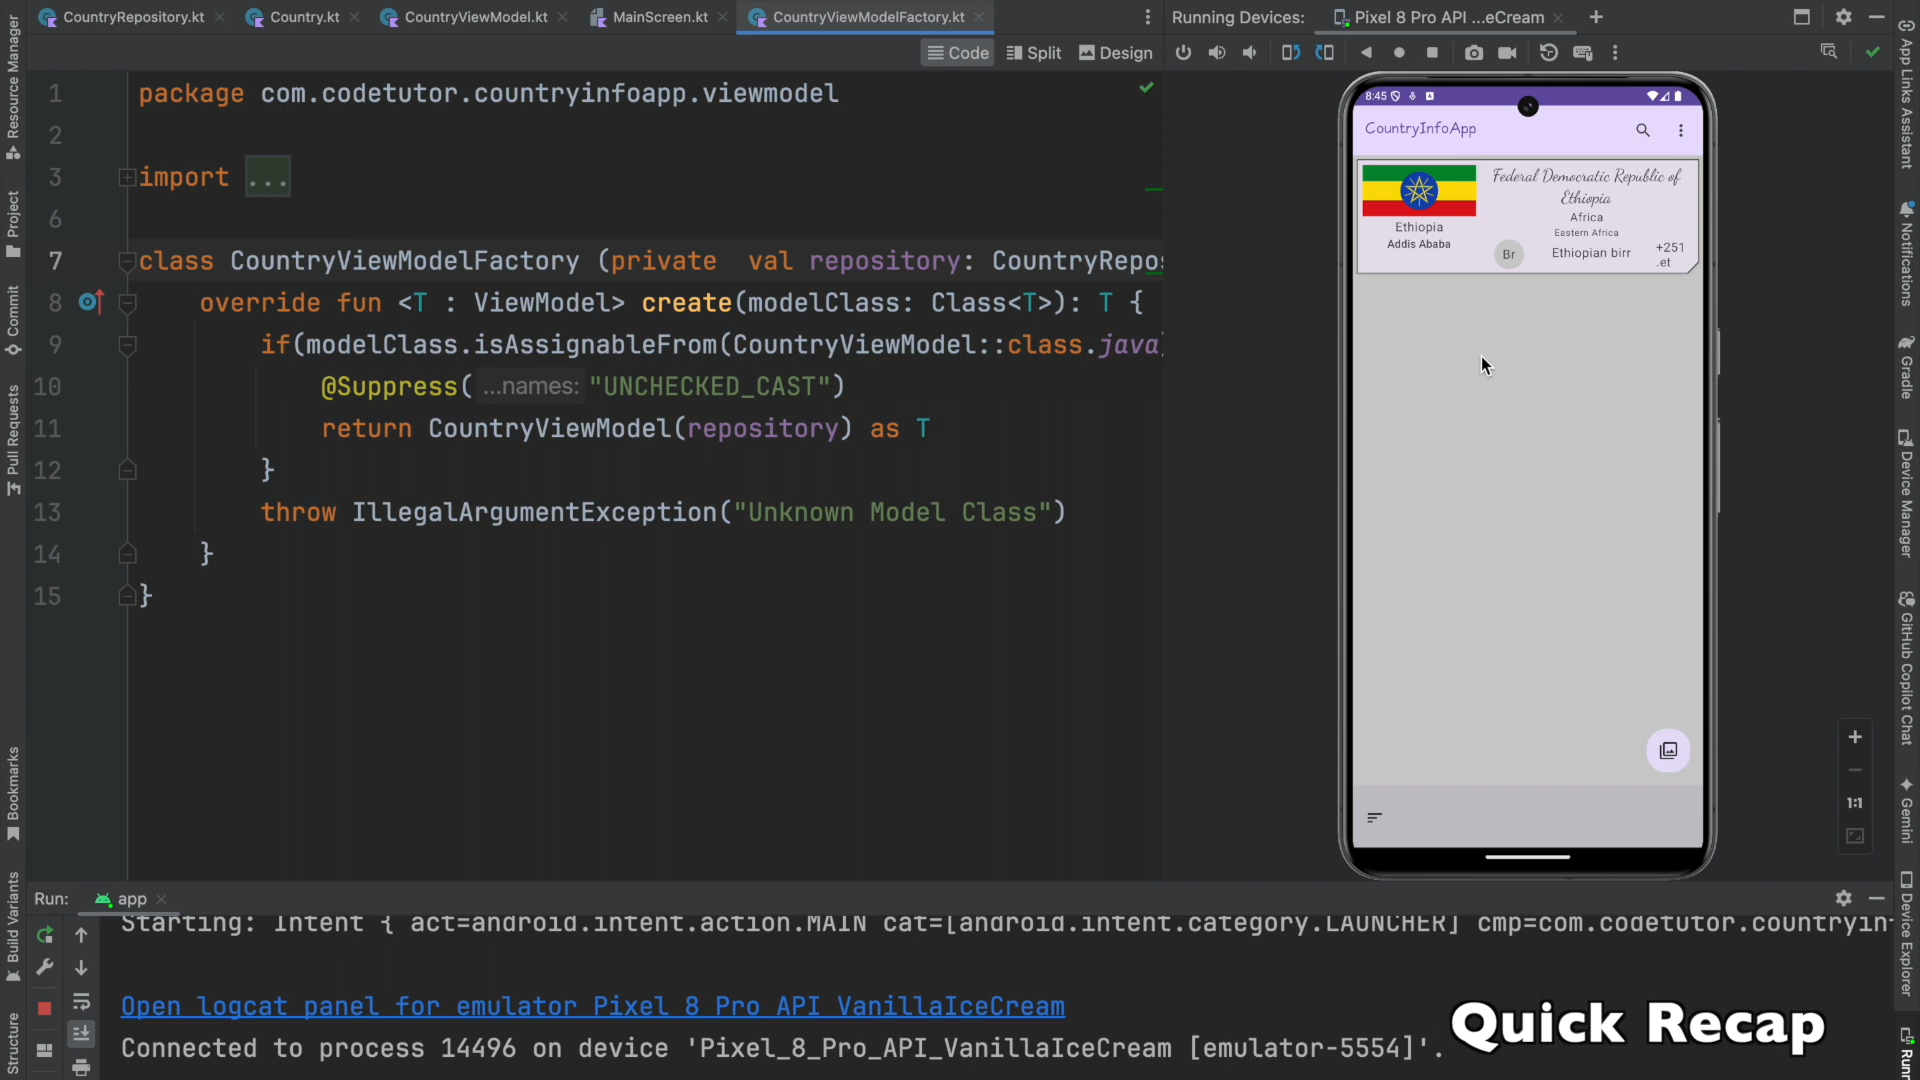 CountryRepository.kt
Country.kt
CountryViewModel.kt
MainScreen.kt
CountryViewModelFactory.kt
Running Devices:
Pixel 8 Pro API ...eCream
Code
Split
Design
1 package com.codetutor.countryinfoapp.viewmodel
2
3 import ...
6
7 class CountryViewModelFactory (private  val repository: CountryRepos
8 override fun <T : ViewModel> create(modelClass: Class<T>): T {
9 if(modelClass.isAssignableFrom(CountryViewModel::class.java)
10 @Suppress( ...names: "UNCHECKED_CAST")
11 return CountryViewModel(repository) as T
12 }
13 throw IllegalArgumentException("Unknown Model Class")
14 }
15 }
8:45
CountryInfoApp
Federal Democratic Republic of
Ethiopia
Africa
Eastern Africa
Ethiopia
Addis Ababa
Br
Ethiopian birr
+251
.et
1:1
Resource Manager
Project
Commit
Pull Requests
Bookmarks
Build Variants
Structure
App Links Assistant
Notifications
Gradle
Device Manager
GitHub Copilot Chat
Gemini
Device Explorer
Runn
Run:
app
Starting: Intent { act=android.intent.action.MAIN cat=[android.intent.category.LAUNCHER] cmp=com.codetutor.countryin
Open logcat panel for emulator Pixel 8 Pro API VanillaIceCream
Connected to process 14496 on device 'Pixel_8_Pro_API_VanillaIceCream [emulator-5554]'.
Quick Recap